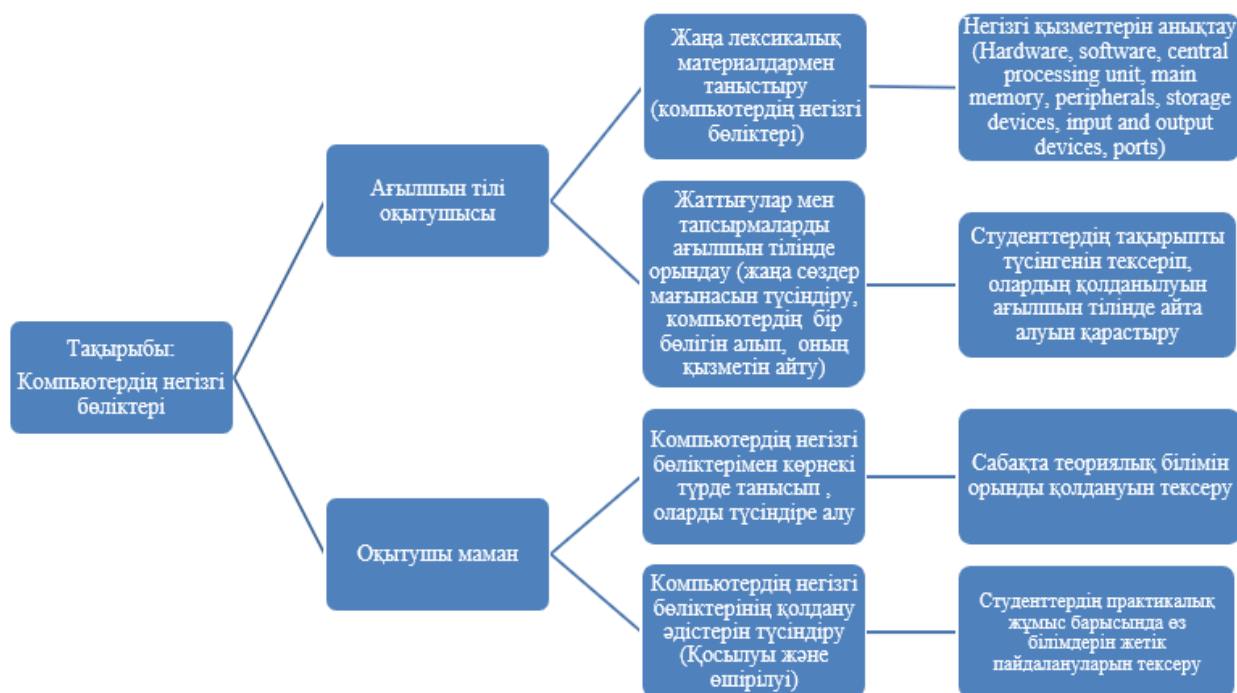 Тақырыбы:
Компьютердің негізгі
бөліктері
Ағылшын тілі
оқытушысы
Жаңа лексикалық
материалдармен
таныстыру
(компьютердің негізгі
бөліктері)
Негізгі қызметтерін анықтау
(Hardware, software, central
processing unit, main
memory, peripherals, storage
devices, input and output
devices, ports)
Жаттығулар мен
тапсырмаларды
ағылшын тілінде
орындау (жаңа сөздер
мағынасын түсіндіру,
компьютердің бір
бөлігін алып, оның
қызметін айту)
Студенттердің тақырыпты
түсінгенін тексеріп,
олардың қолданылуын
ағылшын тілінде айта
алуын қарастыру
Оқытушы маман
Компьютердің негізгі
бөліктерімен көрнекі
түрде танысып ,
оларды түсіндіре алу
Сабақта теориялық білімін
орынды қолдануын тексеру
Компьютердің негізгі
бөліктерінің қолдану
әдістерін түсіндіру
(Қосылуы және
өшірілуі)
Студенттердің практикалық
жұмыс барысында өз
білімдерін жетік
пайдалануларын тексеру